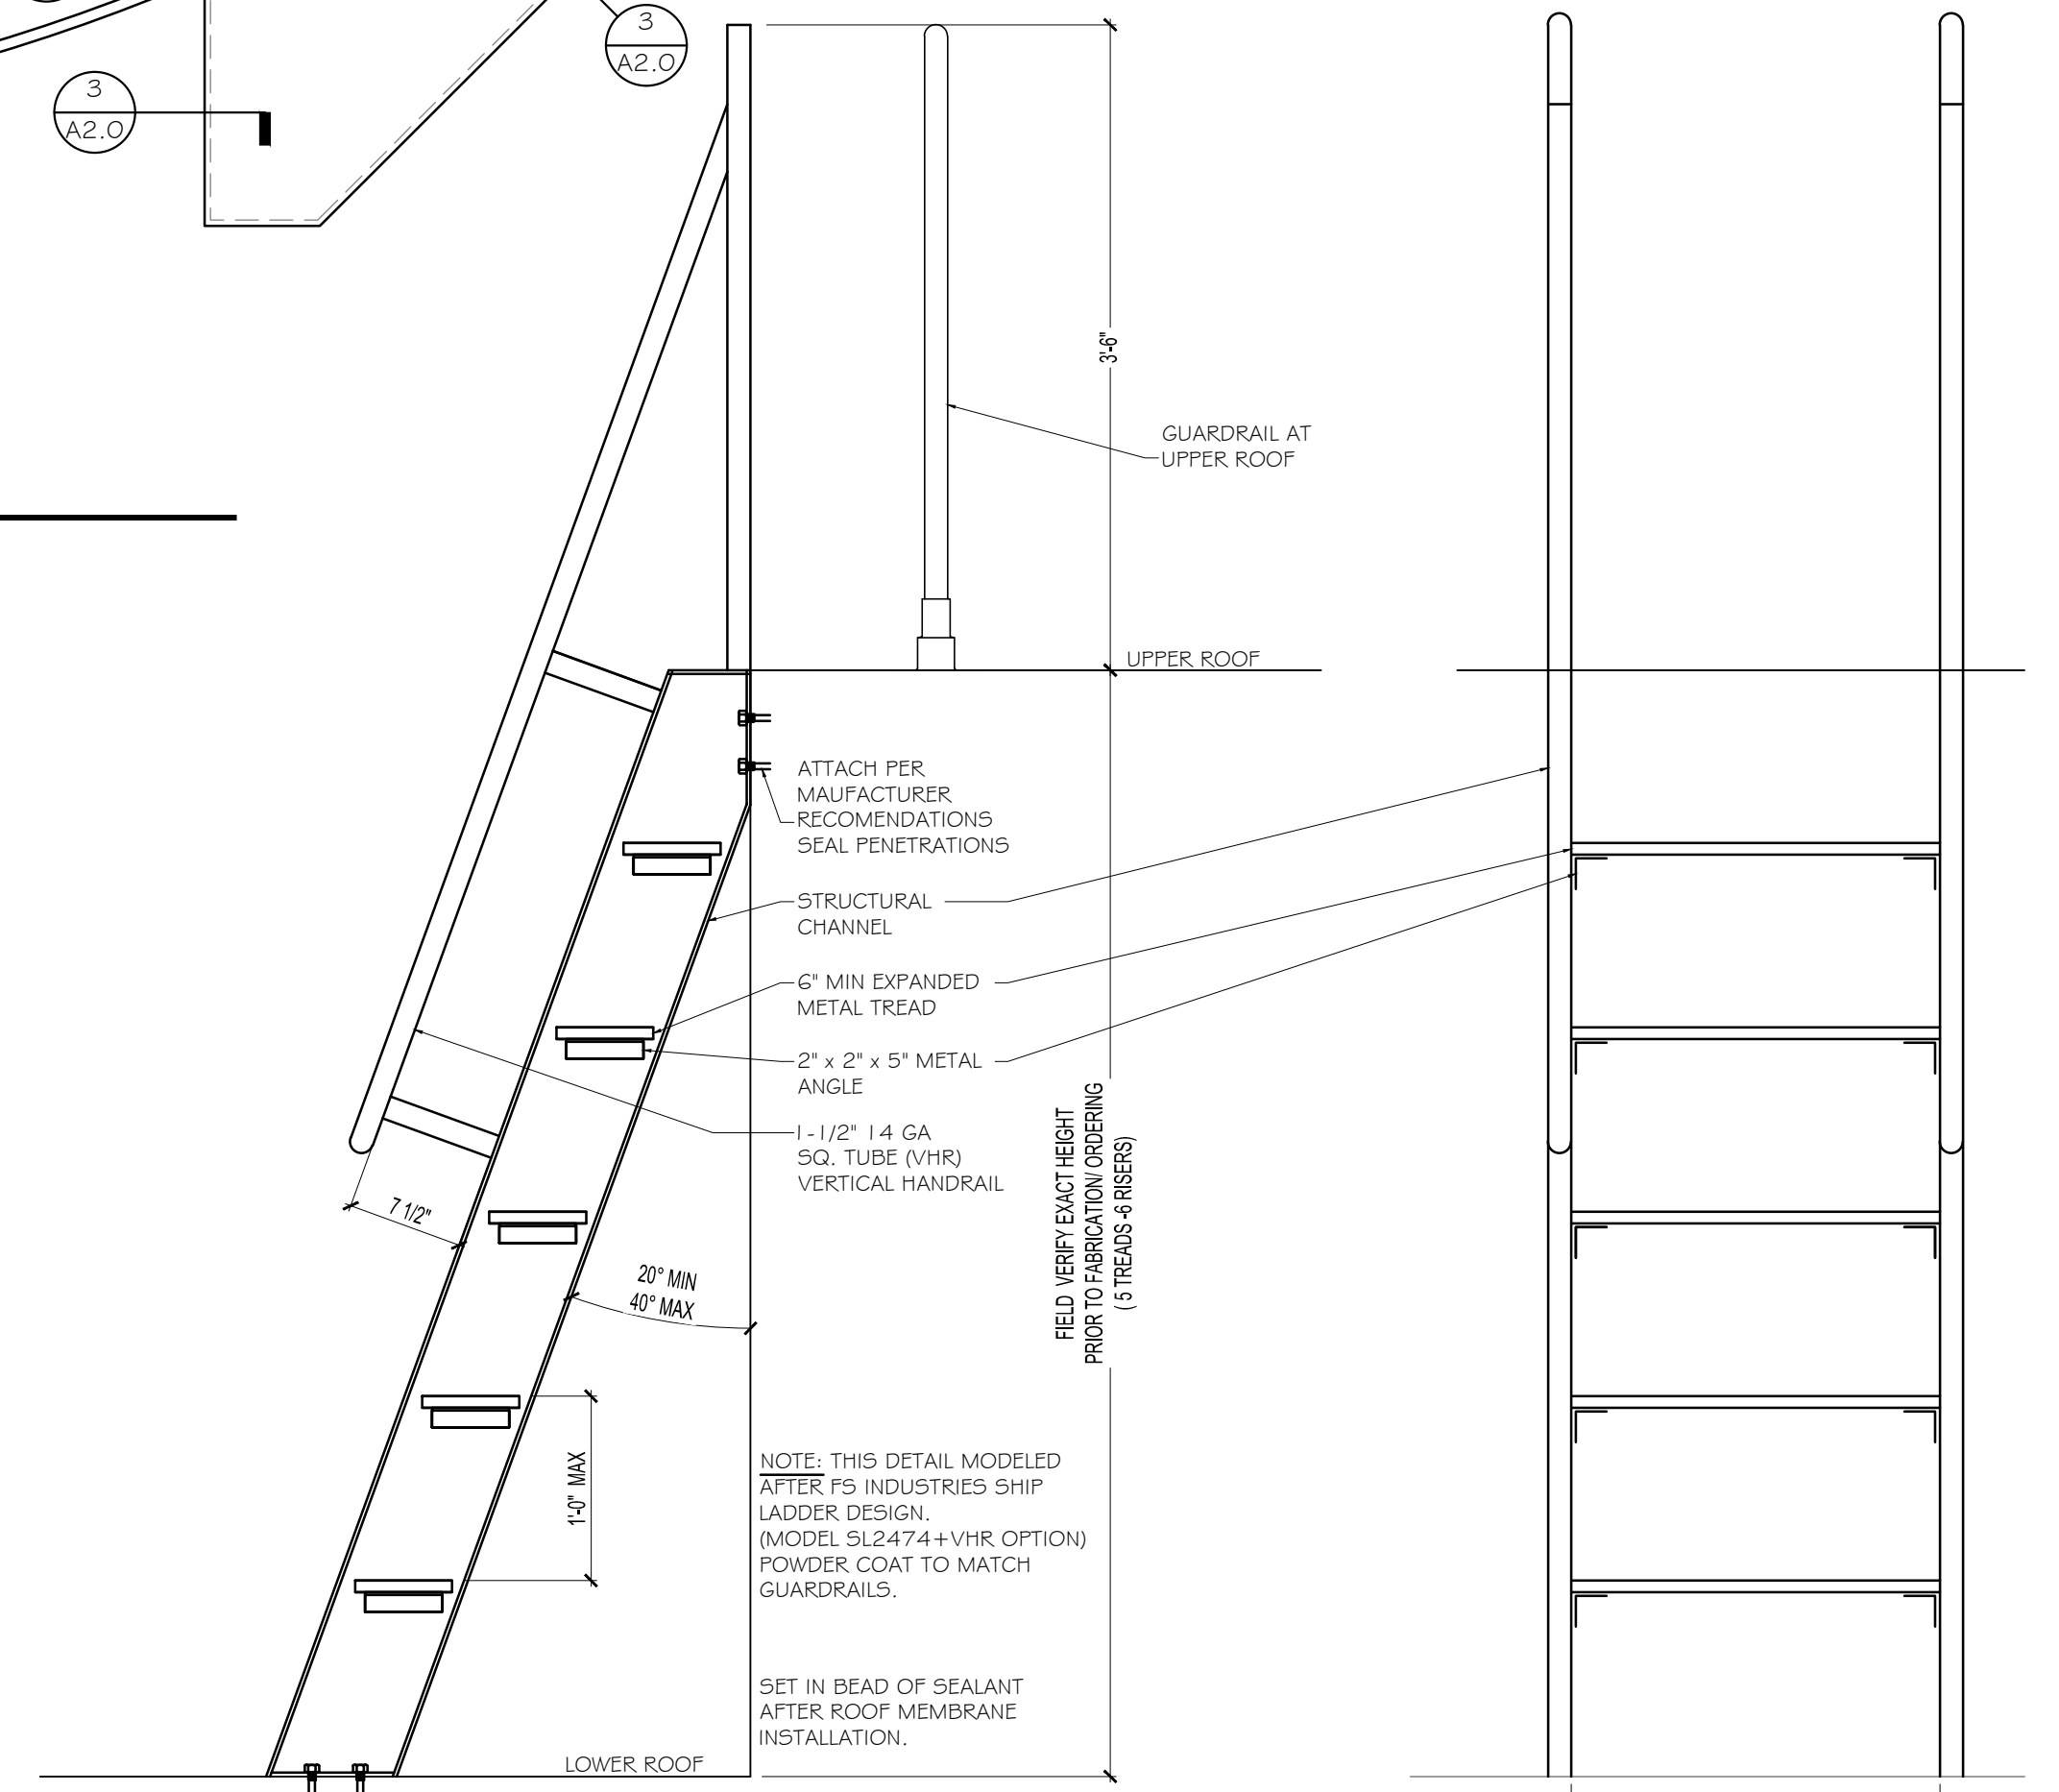 3
A2.0
3
A2.0
3'-6"
GUARDRAIL AT
UPPER ROOF
UPPER ROOF
ATTACH PER
MAUFACTURER
RECOMENDATIONS
SEAL PENETRATIONS
STRUCTURAL
CHANNEL
6" MIN EXPANDED
METAL TREAD
2" x 2" x 5" METAL
ANGLE
1-1/2" 14 GA
SQ. TUBE (VHR)
VERTICAL HANDRAIL
7 1/2"
20° MIN
40° MAX
FIELD VERIFY EXACT HEIGHT
PRIOR TO FABRICATION/ ORDERING
( 5 TREADS -6 RISERS)
1'-0" MAX
NOTE: THIS DETAIL MODELED
AFTER FS INDUSTRIES SHIP
LADDER DESIGN.
(MODEL SL2474+VHR OPTION)
POWDER COAT TO MATCH
GUARDRAILS.
SET IN BEAD OF SEALANT
AFTER ROOF MEMBRANE
INSTALLATION.
LOWER ROOF